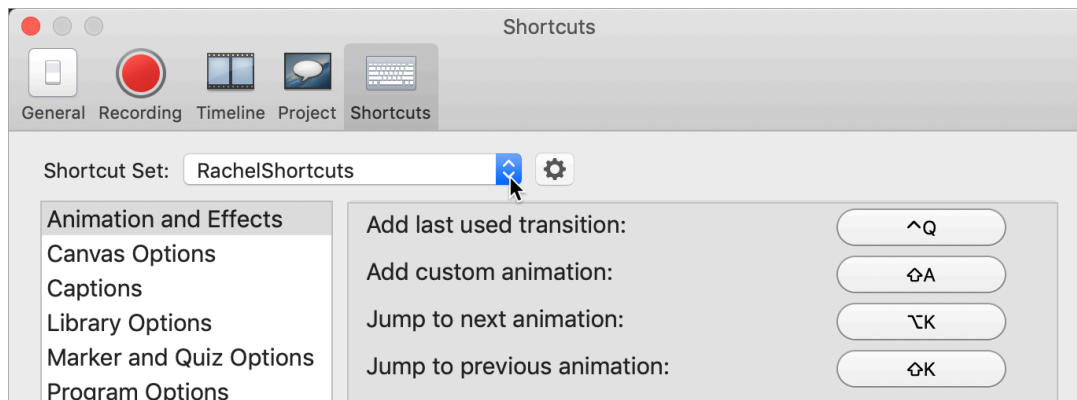 Shortcuts
General Recording Timeline Project Shortcuts
Shortcut Set: RachelShortcuts
Animation and Effects
Canvas Options
Captions
Library Options
Marker and Quiz Options
Program Options
Add last used transition: ^Q
Add custom animation: ⇧A
Jump to next animation: ⌥K
Jump to previous animation: ⇧K